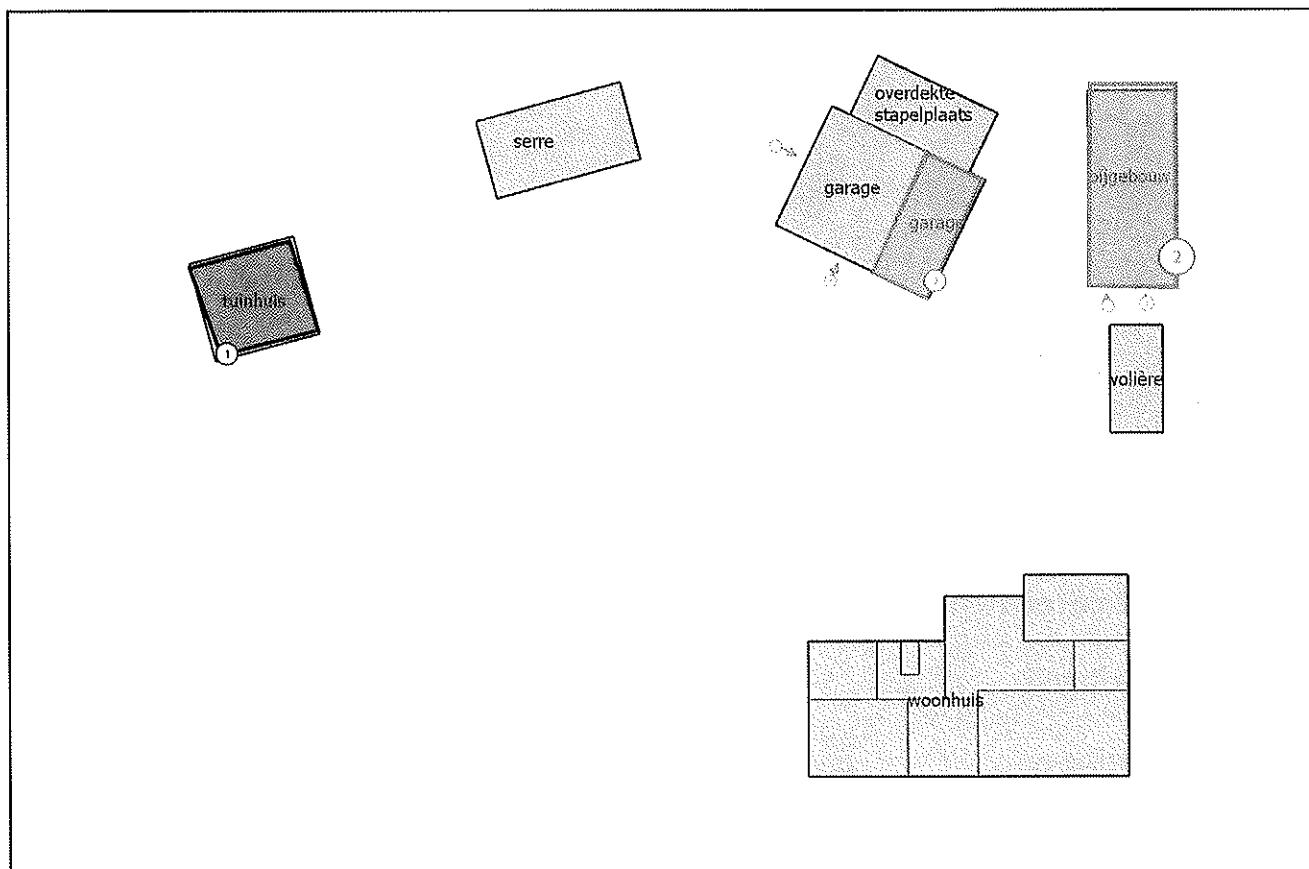 overdekte
stapelplaats
serre
garage
garage
bijgebouw
2
tuinhuis
1
volière
woonhuis